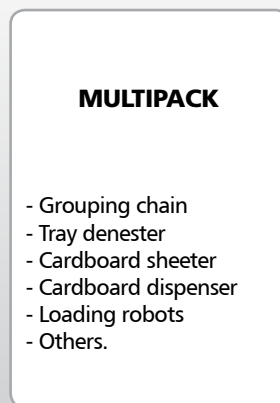 MULTIPACK
- Grouping chain
- Tray denester
- Cardboard sheeter
- Cardboard dispenser
- Loading robots
- Others.